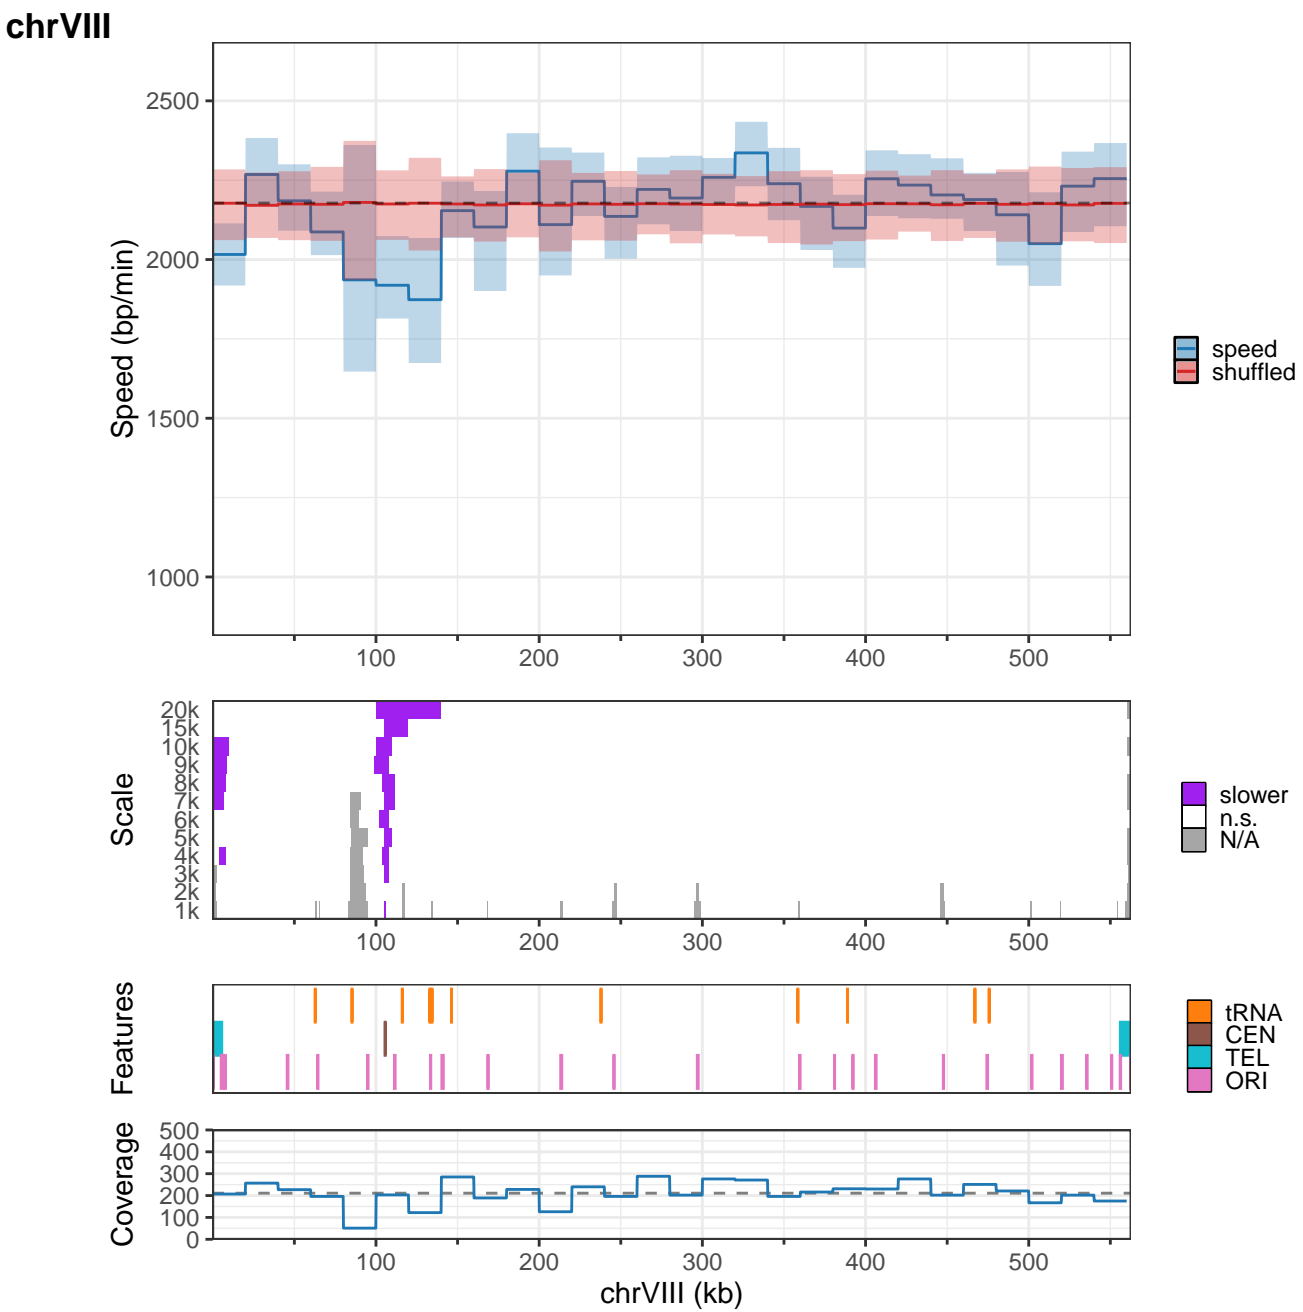 chrVIII
2500
2000
1500
1000
Speed (bp/min)
100 200 300 400 500
speed
shuffled
20k
15k
10k
9k
8k
7k
6k
5k
4k
3k
2k
1k
Scale
100 200 300 400 500
slower
n.s.
N/A
Features
tRNA
CEN
TEL
ORI
500
400
300
200
100
0
Coverage
100 200 300 400 500
chrVIII (kb)